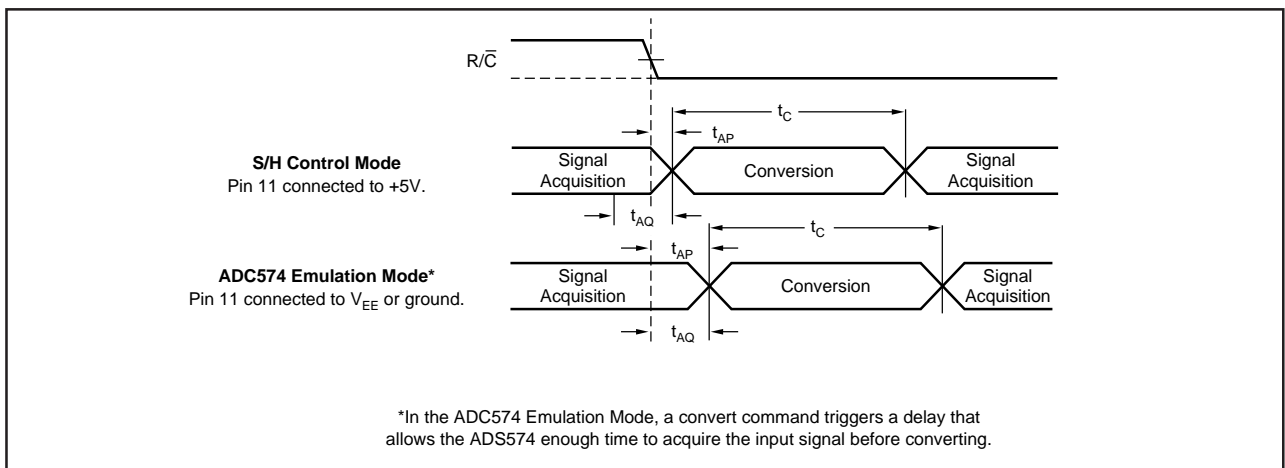 R/C̅
t_C
t_AP
S/H Control Mode
Pin 11 connected to +5V.
Signal
Acquisition
Conversion
Signal
Acquisition
t_AQ
t_C
t_AP
ADC574 Emulation Mode*
Pin 11 connected to V_EE or ground.
Signal
Acquisition
Conversion
Signal
Acquisition
t_AQ
*In the ADC574 Emulation Mode, a convert command triggers a delay that
allows the ADS574 enough time to acquire the input signal before converting.